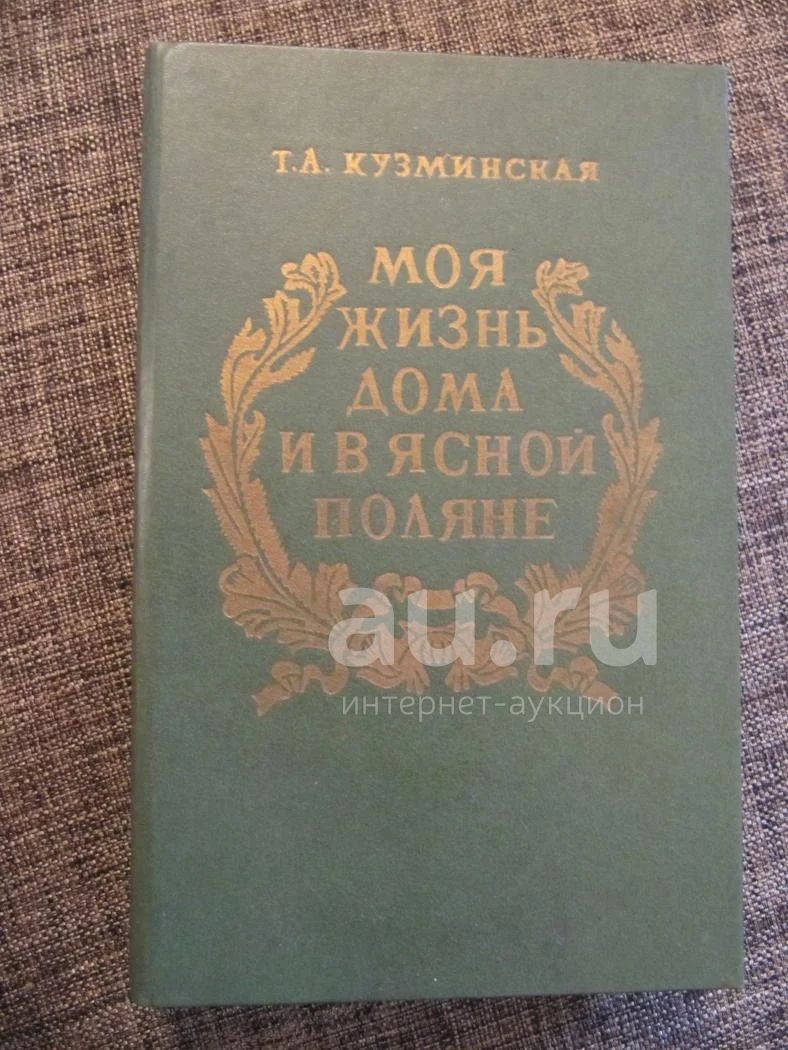 Т.А. КУЗМИНСКАЯ
МОЯ
ЖИЗНЬ
ДОМА
И В ЯСНОЙ
ПОЛЯНЕ
au.ru
интернет-аукцион